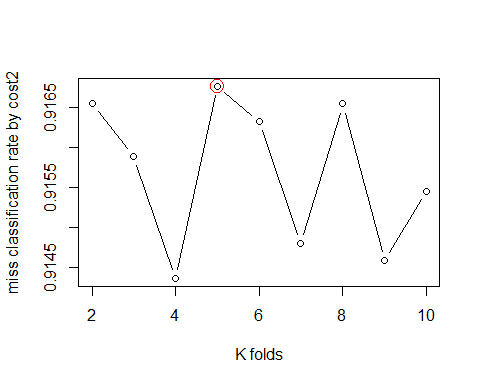 miss classification rate by cost2
0.9165
0.9155
0.9145
2 4 6 8 10
K folds